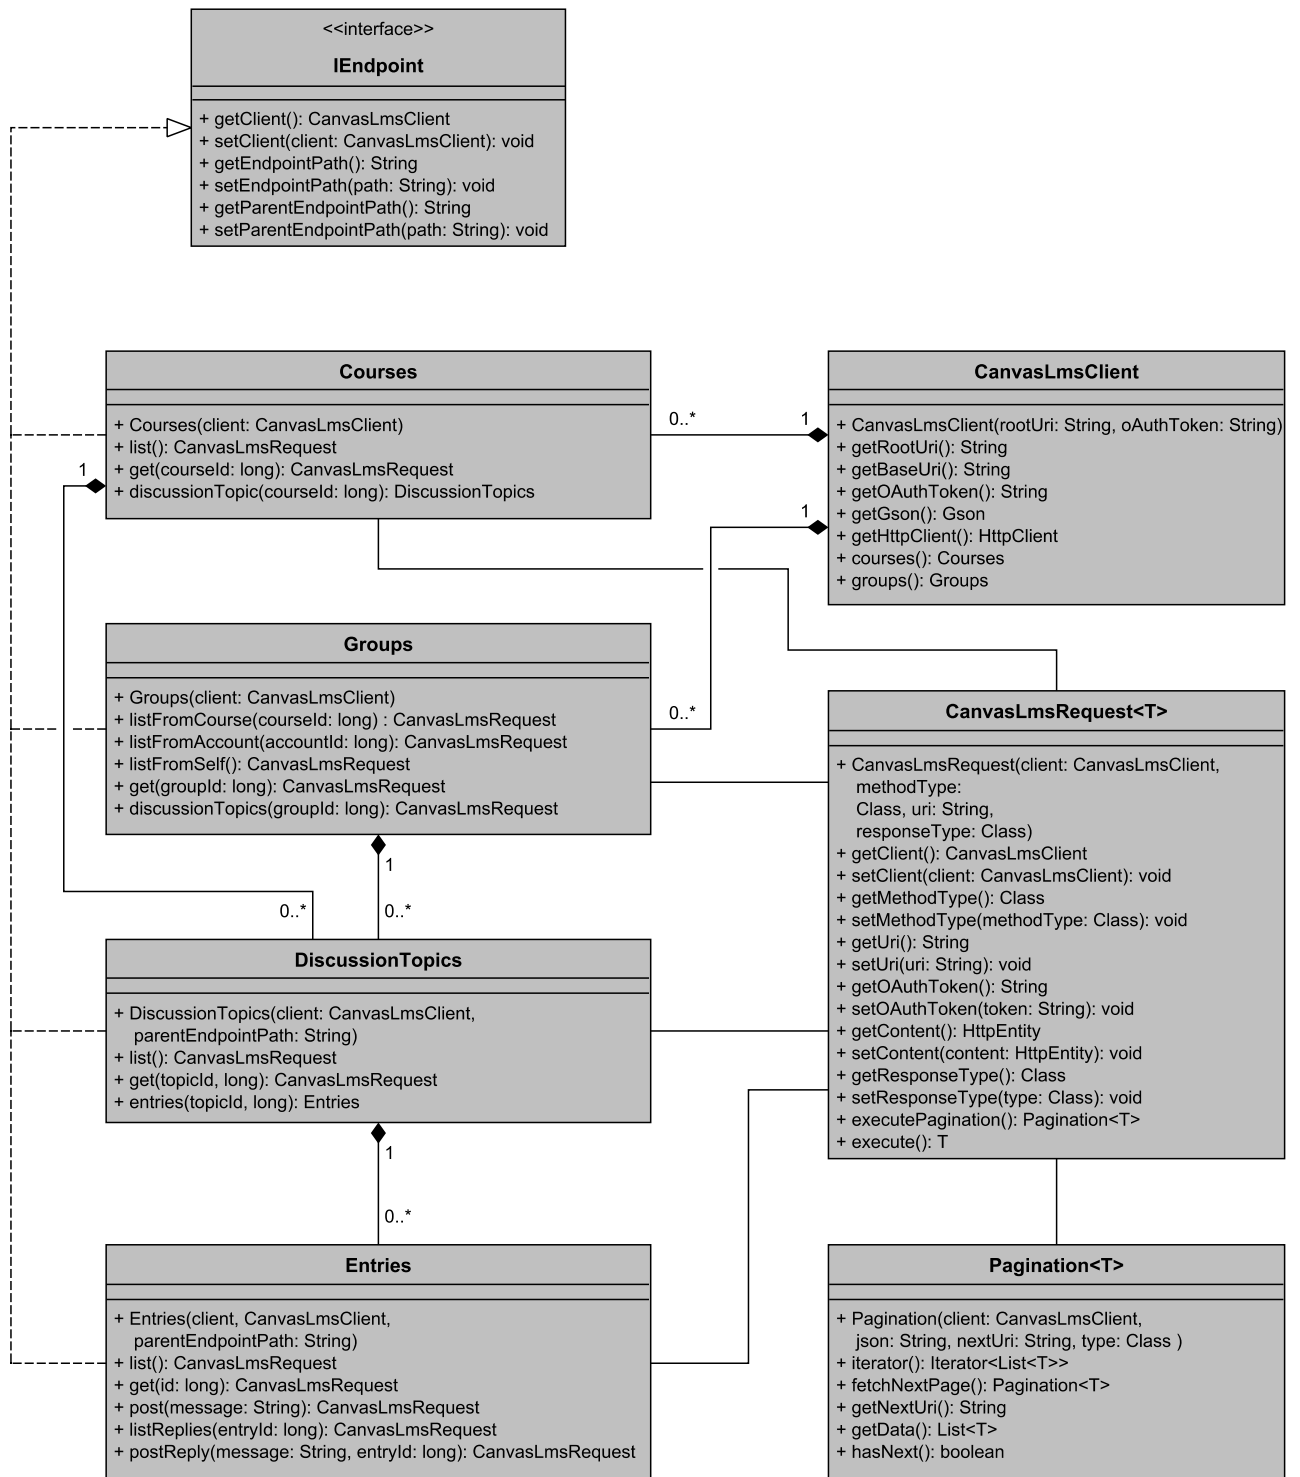 <<interface>>
IEndpoint
+ getClient(): CanvasLmsClient
+ setClient(client: CanvasLmsClient): void
+ getEndpointPath(): String
+ setEndpointPath(path: String): void
+ getParentEndpointPath(): String
+ setParentEndpointPath(path: String): void
Courses
+ Courses(client: CanvasLmsClient)
+ list(): CanvasLmsRequest
+ get(courseId: long): CanvasLmsRequest
+ discussionTopic(courseId: long): DiscussionTopics
0..*
1
1
CanvasLmsClient
+ CanvasLmsClient(rootUri: String, oAuthToken: String)
+ getRootUri(): String
+ getBaseUri(): String
+ getOAuthToken(): String
+ getGson(): Gson
+ getHttpClient(): HttpClient
+ courses(): Courses
+ groups(): Groups
1
0..*
Groups
+ Groups(client: CanvasLmsClient)
+ listFromCourse(courseId: long) : CanvasLmsRequest
+ listFromAccount(accountId: long): CanvasLmsRequest
+ listFromSelf(): CanvasLmsRequest
+ get(groupId: long): CanvasLmsRequest
+ discussionTopics(groupId: long): CanvasLmsRequest
1
0..*
0..*
CanvasLmsRequest<T>
+ CanvasLmsRequest(client: CanvasLmsClient,
methodType:
Class, uri: String,
responseType: Class)
+ getClient(): CanvasLmsClient
+ setClient(client: CanvasLmsClient): void
+ getMethodType(): Class
+ setMethodType(methodType: Class): void
+ getUri(): String
+ setUri(uri: String): void
+ getOAuthToken(): String
+ setOAuthToken(token: String): void
+ getContent(): HttpEntity
+ setContent(content: HttpEntity): void
+ getResponseType(): Class
+ setResponseType(type: Class): void
+ executePagination(): Pagination<T>
+ execute(): T
DiscussionTopics
+ DiscussionTopics(client: CanvasLmsClient,
parentEndpointPath: String)
+ list(): CanvasLmsRequest
+ get(topicId, long): CanvasLmsRequest
+ entries(topicId, long): Entries
1
0..*
Entries
+ Entries(client, CanvasLmsClient,
parentEndpointPath: String)
+ list(): CanvasLmsRequest
+ get(id: long): CanvasLmsRequest
+ post(message: String): CanvasLmsRequest
+ listReplies(entryId: long): CanvasLmsRequest
+ postReply(message: String, entryId: long): CanvasLmsRequest
Pagination<T>
+ Pagination(client: CanvasLmsClient,
json: String, nextUri: String, type: Class )
+ iterator(): Iterator<List<T>>
+ fetchNextPage(): Pagination<T>
+ getNextUri(): String
+ getData(): List<T>
+ hasNext(): boolean